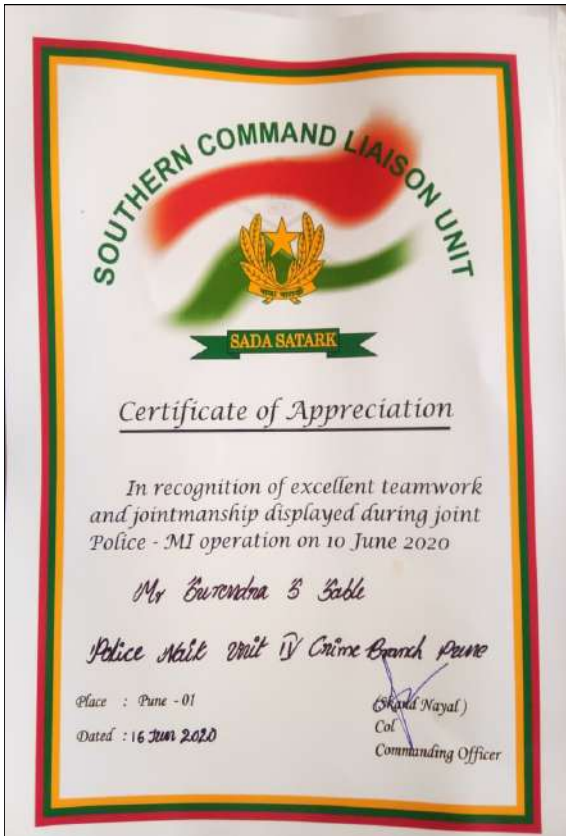 SOUTHERN COMMAND LIAISON UNIT
SADA SATARK
Certificate of Appreciation
In recognition of excellent teamwork
and jointmanship displayed during joint
Police - MI operation on 10 June 2020
Mr Surendra S Sable
Police Naik Unit IV Crime Branch Pune
Place : Pune - 01
Dated : 16 Jun 2020
(Skand Nayal)
Col
Commanding Officer